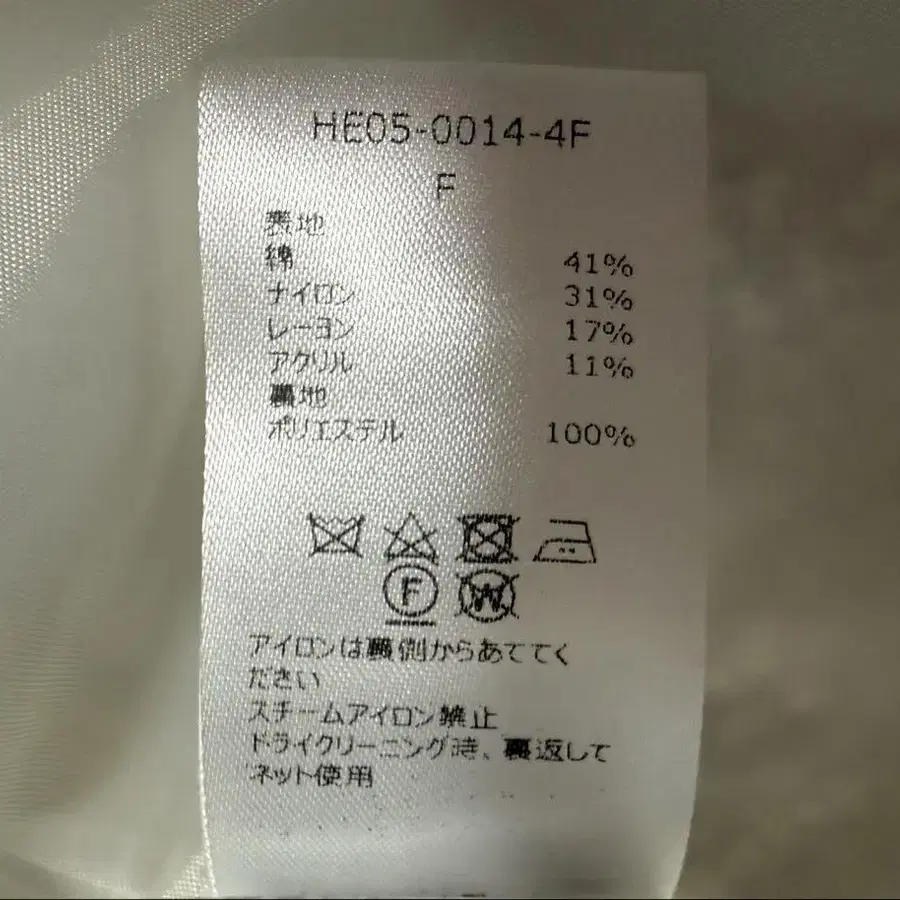 HE05-0014-4F
F
表地
綿 41%
ナイロン 31%
レーヨン 17%
アクリル 11%
裏地
ポリエステル 100%
F W
アイロンは裏側からあててく
ださい
スチームアイロン禁止
ドライクリーニング時、裏返して
ネット使用